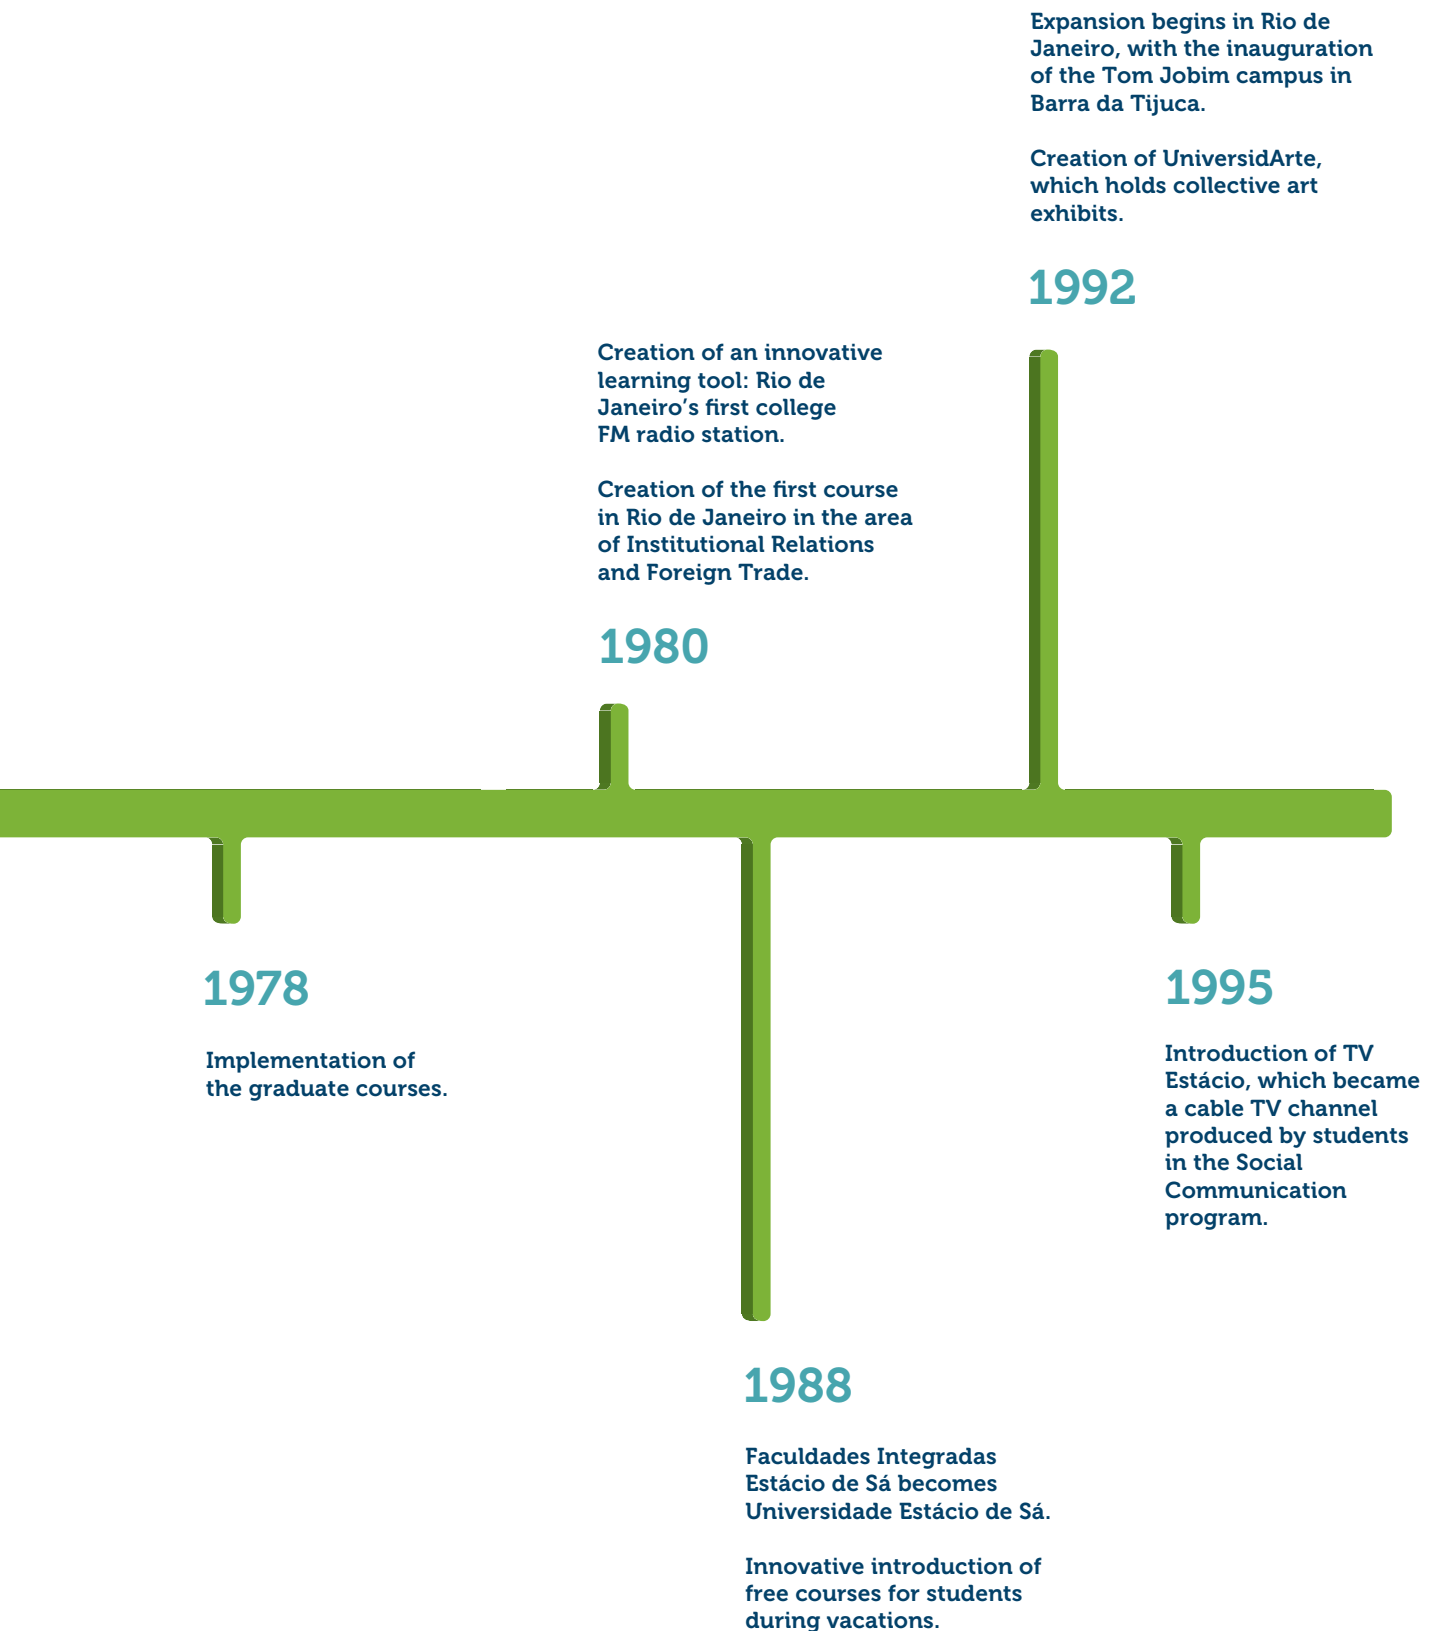 Expansion begins in Rio de
Janeiro, with the inauguration
of the Tom Jobim campus in
Barra da Tijuca.
Creation of UniversidArte,
which holds collective art
exhibits.
1992
Creation of an innovative
learning tool: Rio de
Janeiro’s first college
FM radio station.
Creation of the first course
in Rio de Janeiro in the area
of Institutional Relations
and Foreign Trade.
1980
1978
Implementation of
the graduate courses.
1995
Introduction of TV
Estácio, which became
a cable TV channel
produced by students
in the Social
Communication
program.
1988
Faculdades Integradas
Estácio de Sá becomes
Universidade Estácio de Sá.
Innovative introduction of
free courses for students
during vacations.